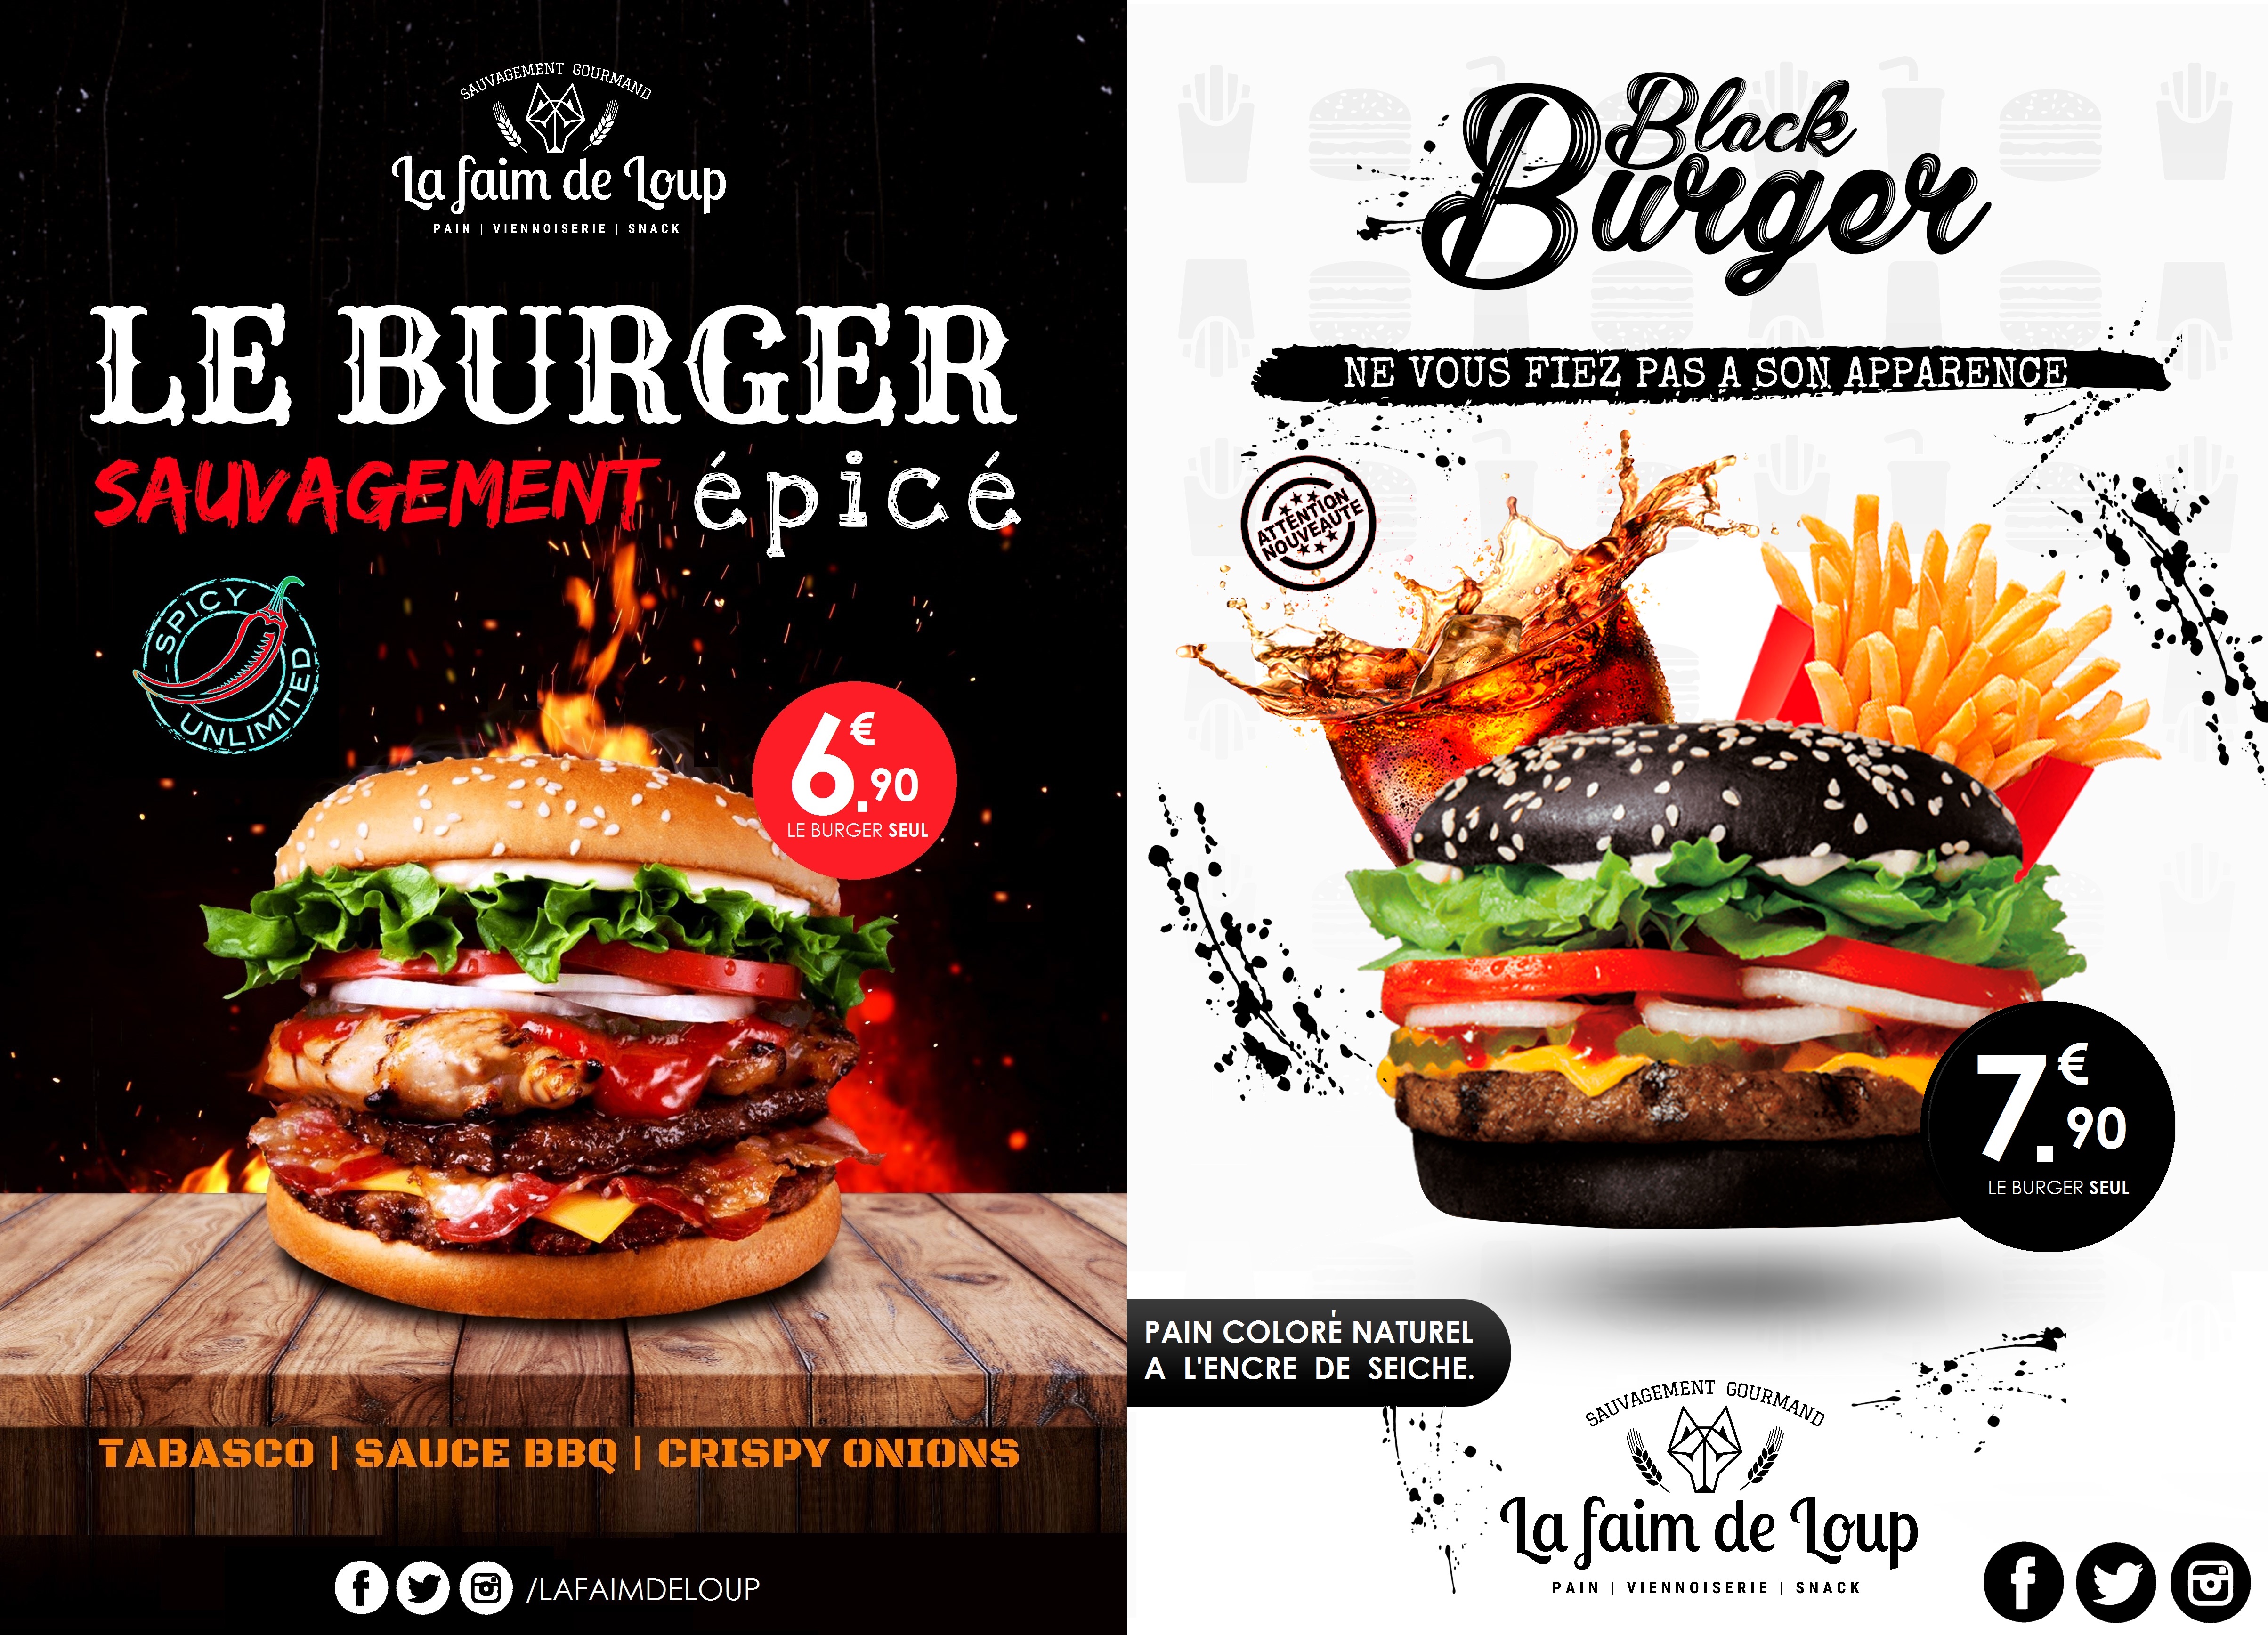 SAUVAGEMENT GOURMAND
La faim de Loup
PAIN | VIENNOISERIE | SNACK
LE BURGER
SAUVAGEMENT épicé
SPICY
UNLIMITED
6€.90
LE BURGER SEUL
TABASCO | SAUCE BBQ | CRISPY ONIONS
/LAFAIMDELOUP
Black
Burger
NE VOUS FIEZ PAS A SON APPARENCE
ATTENTION
NOUVEAUTE
7€.90
LE BURGER SEUL
PAIN COLORÉ NATUREL
A L'ENCRE DE SEICHE.
SAUVAGEMENT GOURMAND
La faim de Loup
PAIN | VIENNOISERIE | SNACK